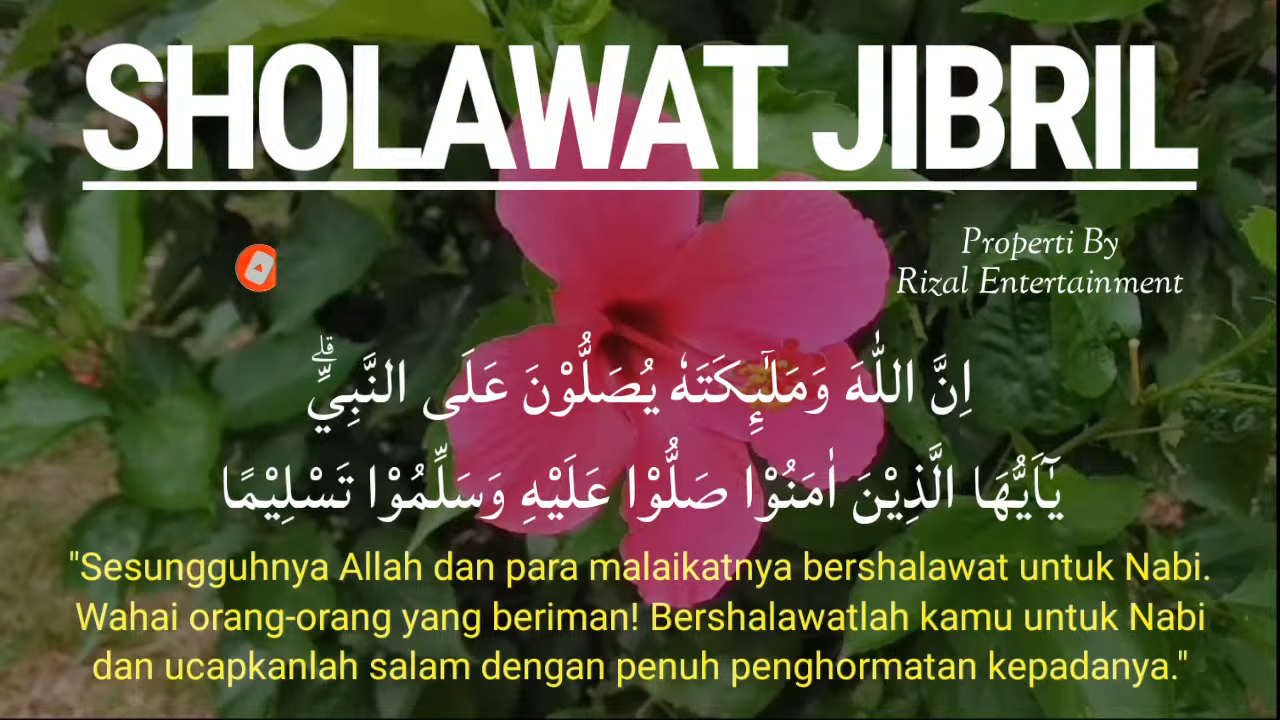 SHOLAWAT JIBRIL
Properti By
Rizal Entertainment
اِنَّ اللّٰهَ وَمَلٰۤىِٕكَتَهٗ يُصَلُّوْنَ عَلَى النَّبِيِّۗ
يٰٓاَيُّهَا الَّذِيْنَ اٰمَنُوْا صَلُّوْا عَلَيْهِ وَسَلِّمُوْا تَسْلِيْمًا
"Sesungguhnya Allah dan para malaikatnya bershalawat untuk Nabi.
Wahai orang-orang yang beriman! Bershalawatlah kamu untuk Nabi
dan ucapkanlah salam dengan penuh penghormatan kepadanya."